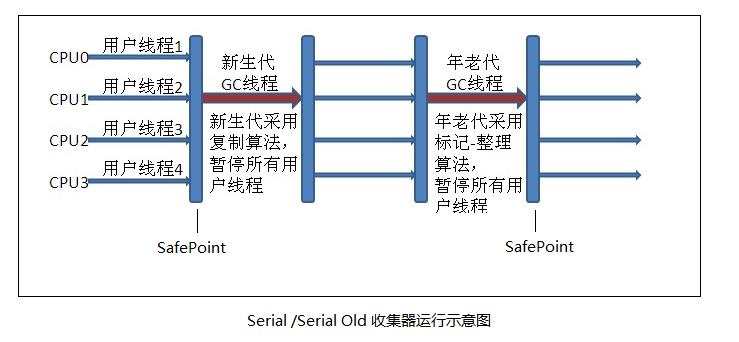 CPU0
用户线程1
CPU1
用户线程2
CPU2
用户线程3
CPU3
用户线程4
新生代
GC线程
新生代采用
复制算法，
暂停所有用
户线程
年老代
GC线程
年老代采用
标记-整理
算法，
暂停所有用
户线程
SafePoint
SafePoint
Serial /Serial Old 收集器运行示意图